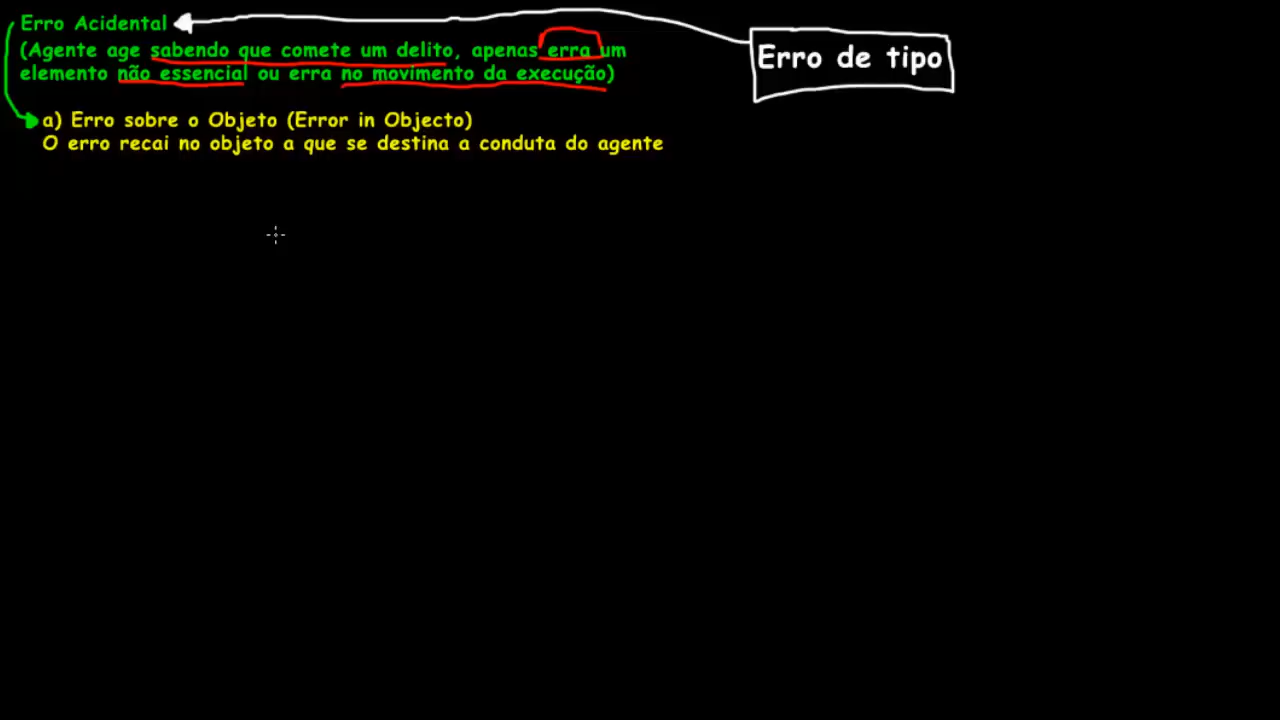 Erro Acidental
(Agente age sabendo que comete um delito, apenas erra um
elemento não essencial ou erra no movimento da execução)
Erro de tipo
a) Erro sobre o Objeto (Error in Objecto)
O erro recai no objeto a que se destina a conduta do agente